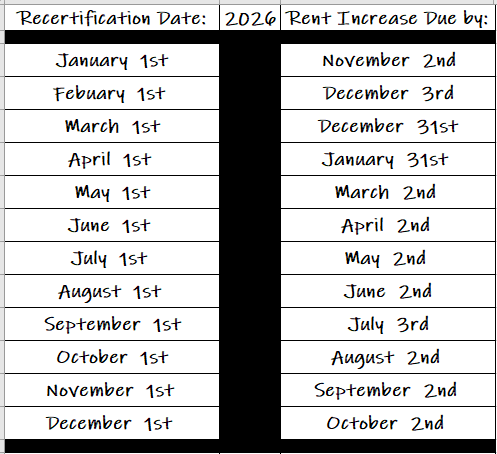 Recertification Date: 2026 Rent Increase Due by:
January 1st November 2nd
Febuary 1st December 3rd
March 1st December 31st
April 1st January 31st
May 1st March 2nd
June 1st April 2nd
July 1st May 2nd
August 1st June 2nd
September 1st July 3rd
October 1st August 2nd
November 1st September 2nd
December 1st October 2nd